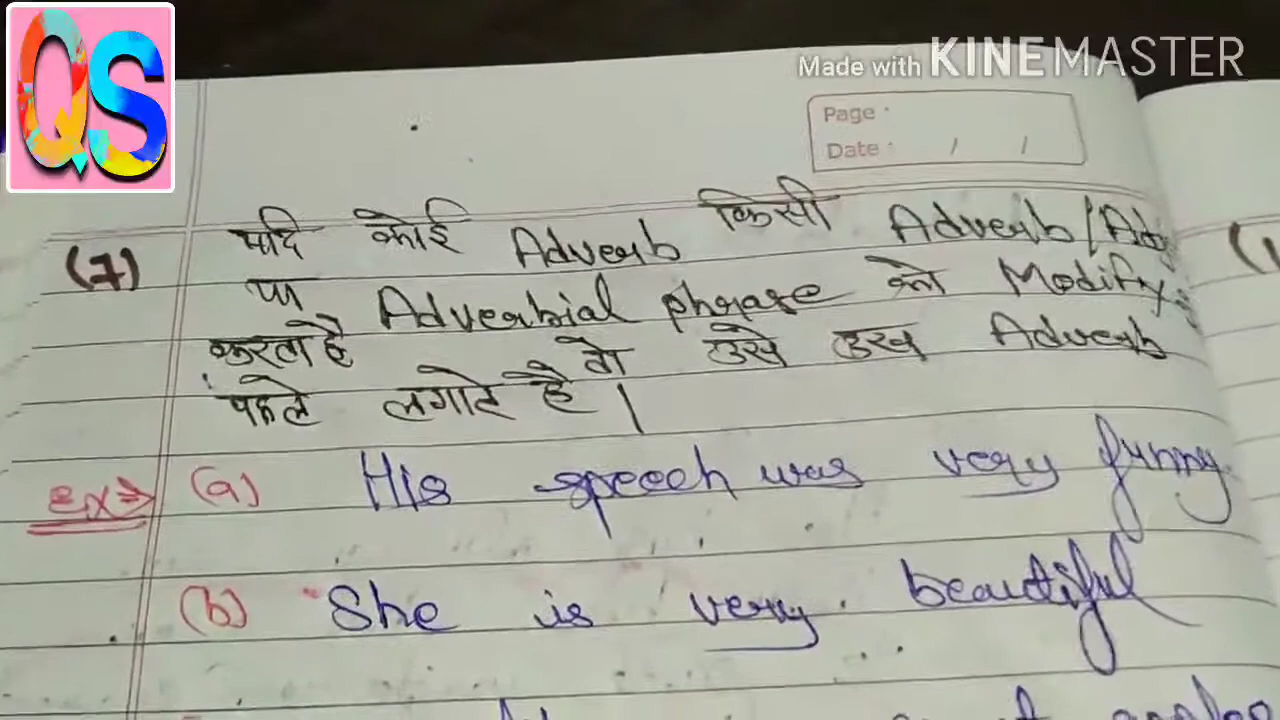 QS
Made with KINEMASTER
Page :
Date : / /
(7) यदि कोई Adverb किसी Adverb/Adj
या Adverbial phrase को Modify
करता है तो उसे उस Adverb
पहले लगाते है।
Ex⇒ (a) His speech was very funny.
(b) She is very beautiful